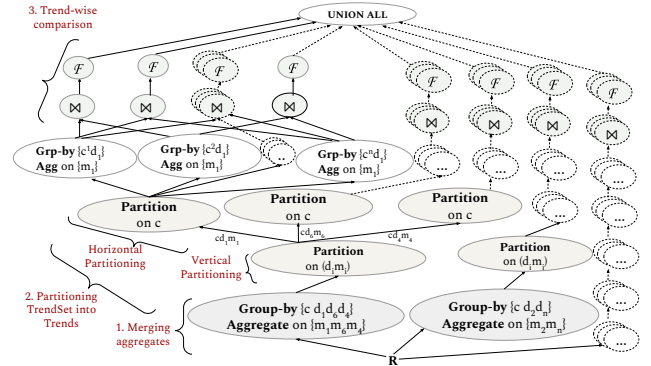 3. Trend-wise
comparison
UNION ALL
ℱ
ℱ
ℱ
ℱ
ℱ
ℱ
ℱ
ℱ
⋈
⋈
⋈
⋈
⋈
⋈
⋈
⋈
Grp-by {c¹d₁}
Agg on {m₁}
Grp-by {c²d₁}
Agg on {m₁}
..
Grp-by {cⁿd₁}
Agg on {m₁}
...
...
...
...
Partition
on c
Partition
on c
Partition
on c
...
...
...
cd₁m₁
cd₆m₆
cd₄m₄
Horizontal
Partitioning
Vertical
Partitioning
Partition
on (dᵢmᵢ)
Partition
on (dᵢmᵢ)
...
...
2. Partitioning
TrendSet into
Trends
1. Merging
aggregates
Group-by {c d₁d₆d₄}
Aggregate on {m₁m₆m₄}
Group-by {c d₂dₙ}
Aggregate on {m₂mₙ}
...
...
R